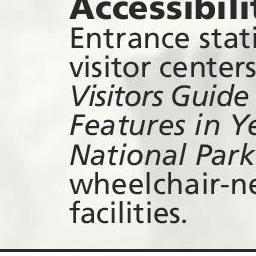 Accessibilit
Entrance stati
visitor centers
Visitors Guide
Features in Ye
National Park
wheelchair-ne
facilities.